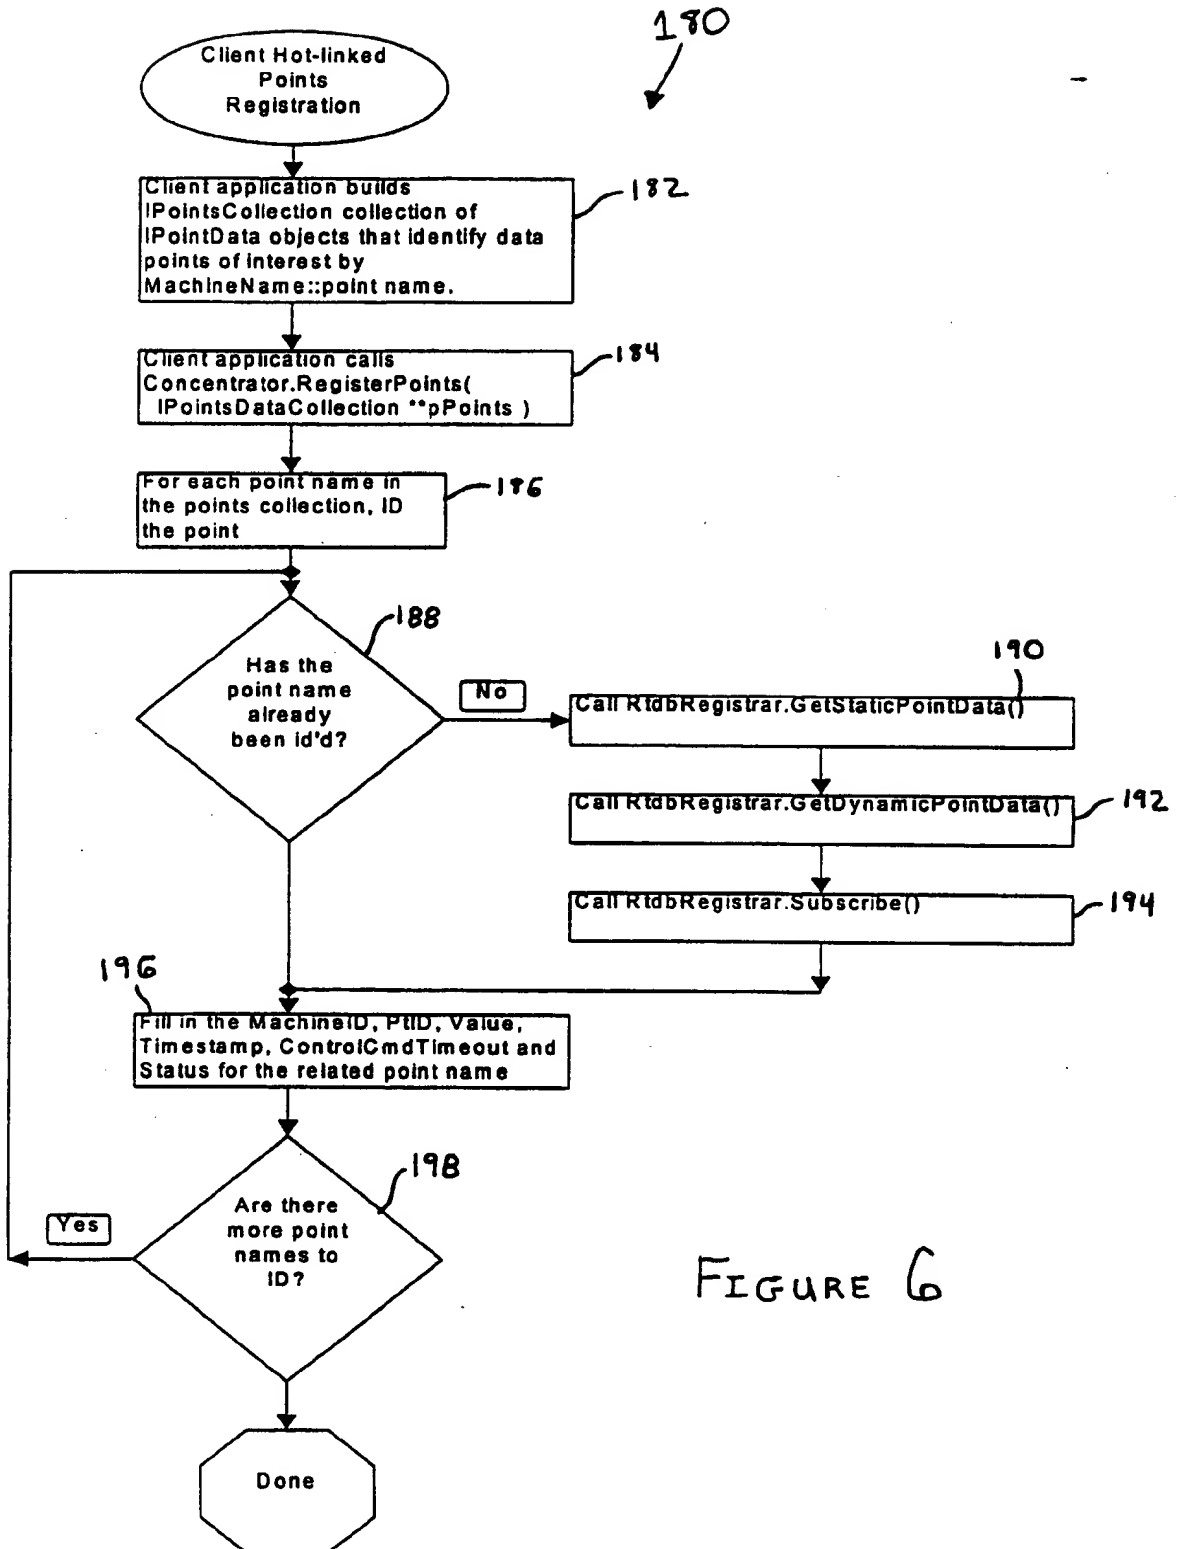 180
Client Hot-linked
Points
Registration
Client application builds
IPointsCollection collection of
IPointData objects that identify data
points of interest by
MachineName::point name.
182
Client application calls
Concentrator.RegisterPoints(
IPointsDataCollection **pPoints )
184
For each point name in
the points collection, ID
the point
186
188
Has the
point name
already
been id'd?
No
190
Call RtdbRegistrar.GetStaticPointData()
Call RtdbRegistrar.GetDynamicPointData()
192
Call RtdbRegistrar.Subscribe()
194
196
Fill in the MachineID, PtID, Value,
Timestamp, ControlCmdTimeout and
Status for the related point name
198
Are there
more point
names to
ID?
Yes
FIGURE 6
Done